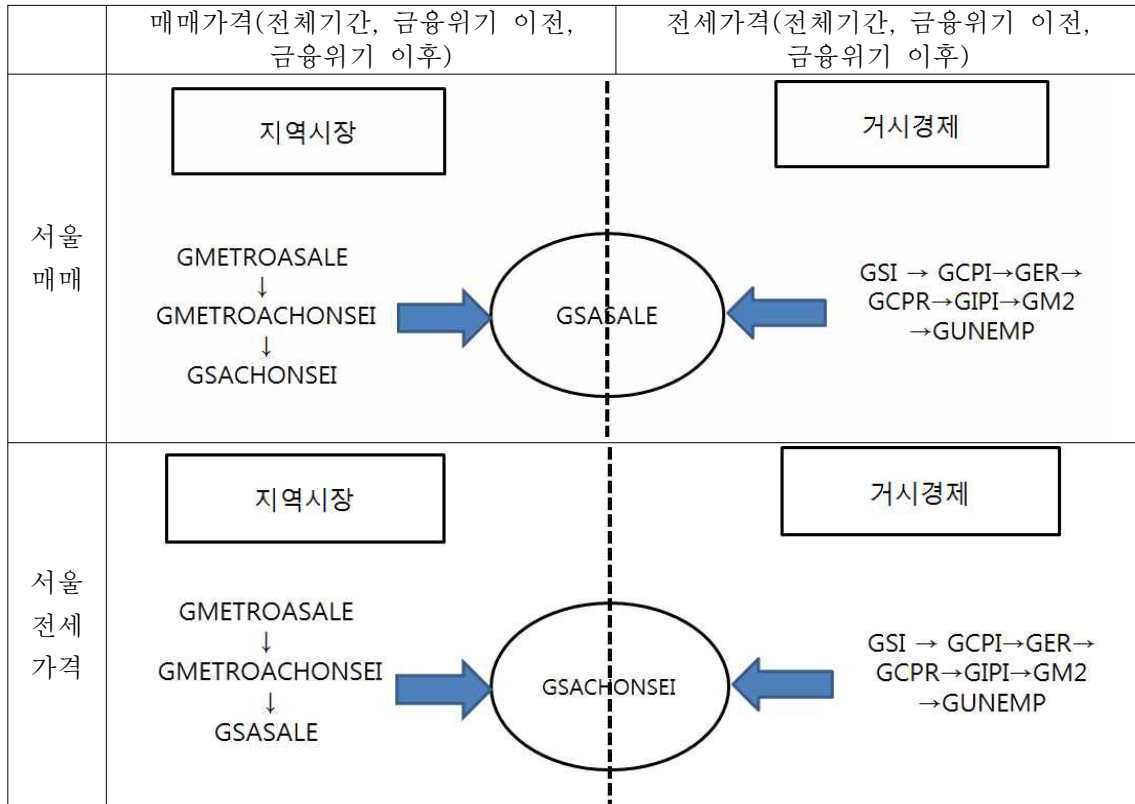 매매가격(전체기간, 금융위기 이전,
금융위기 이후)
전세가격(전체기간, 금융위기 이전,
금융위기 이후)
서울
매매
지역시장
GMETROASALE
↓
GMETROACHONSEI
↓
GSACHONSEI
GSASALE
거시경제
GSI → GCPI→GER→
GCPR→GIPI→GM2
→GUNEMP
서울
전세
가격
지역시장
GMETROASALE
↓
GMETROACHONSEI
↓
GSASALE
GSACHONSEI
거시경제
GSI → GCPI→GER→
GCPR→GIPI→GM2
→GUNEMP